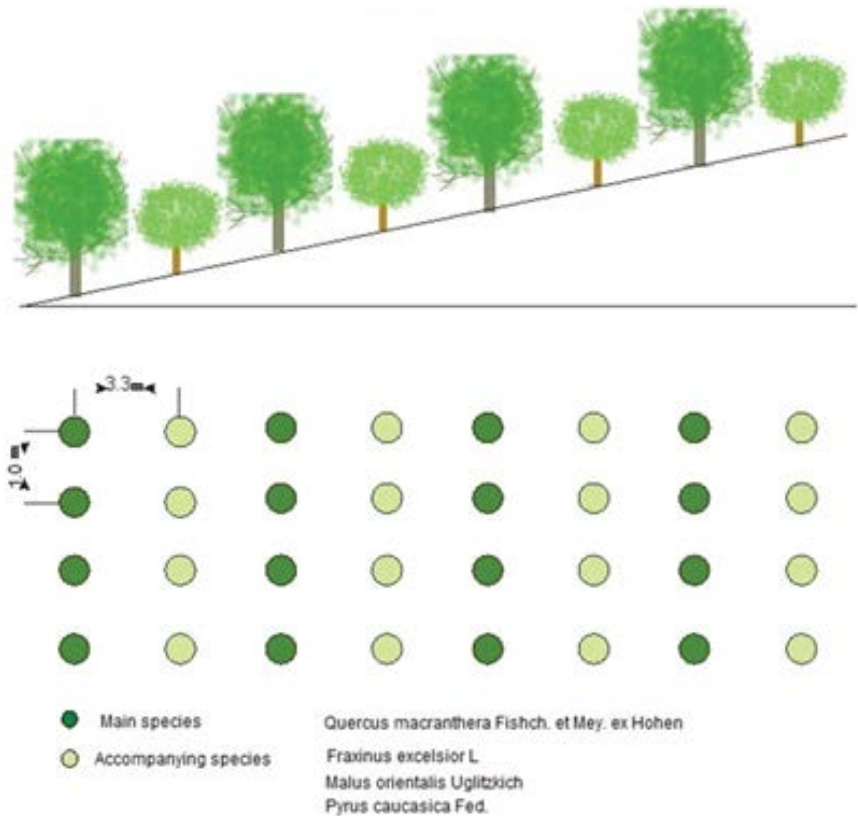 3.3m
1.0 m
Main species
Quercus macranthera Fishch. et Mey. ex Hohen
Accompanying species
Fraxinus excelsior L
Malus orientalis Uglitzkich
Pyrus caucasica Fed.